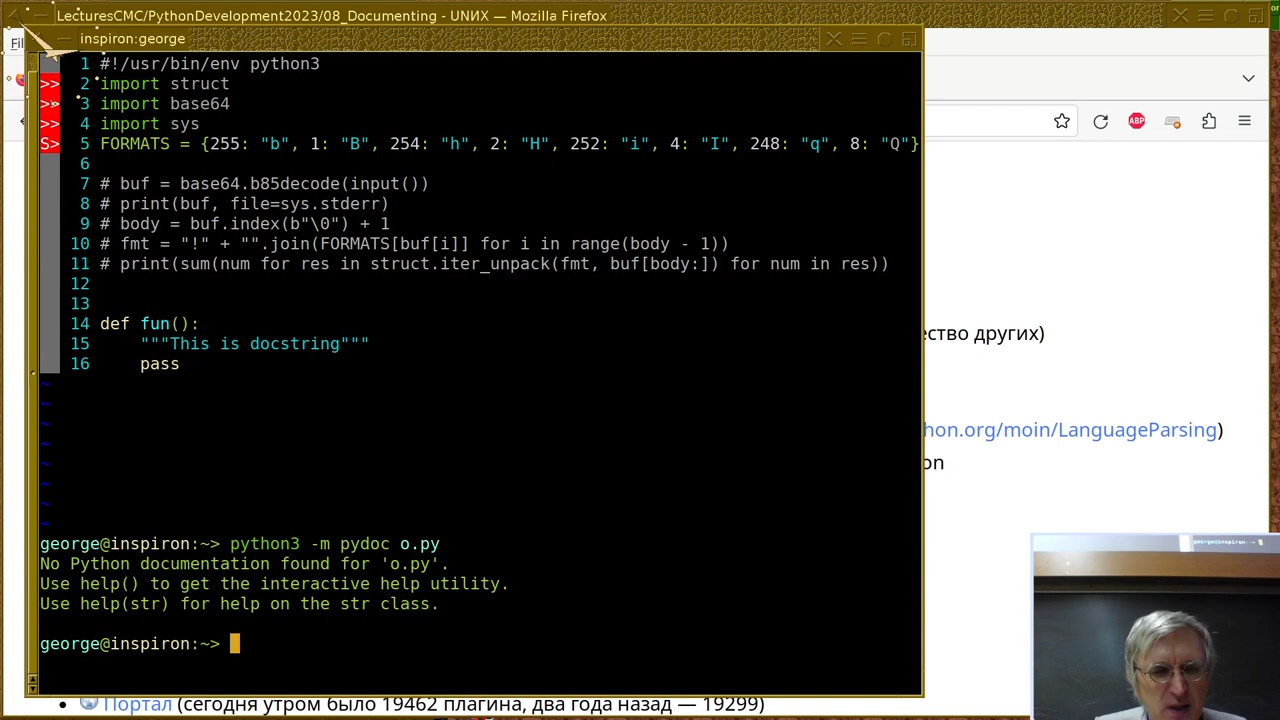 LecturesCMC/PythonDevelopment2023/08_Documenting - UNИX — Mozilla Firefox
inspiron:george
Fil
1 #!/usr/bin/env python3
>> 2 import struct
>> 3 import base64
>> 4 import sys
S> 5 FORMATS = {255: "b", 1: "B", 254: "h", 2: "H", 252: "i", 4: "I", 248: "q", 8: "Q"}
6
7 # buf = base64.b85decode(input())
8 # print(buf, file=sys.stderr)
9 # body = buf.index(b"\0") + 1
10 # fmt = "!" + "".join(FORMATS[buf[i]] for i in range(body - 1))
11 # print(sum(num for res in struct.iter_unpack(fmt, buf[body:]) for num in res))
12
13
14 def fun():
15 """This is docstring"""
16 pass
~
~
~
~
~
~
~
~
george@inspiron:~> python3 -m pydoc o.py
No Python documentation found for 'o.py'.
Use help() to get the interactive help utility.
Use help(str) for help on the str class.
george@inspiron:~>
ABP
ество других)
hon.org/moin/LanguageParsing)
on
Портал (сегодня утром было 19462 плагина, два года назад — 19299)
george@inspiron:~>